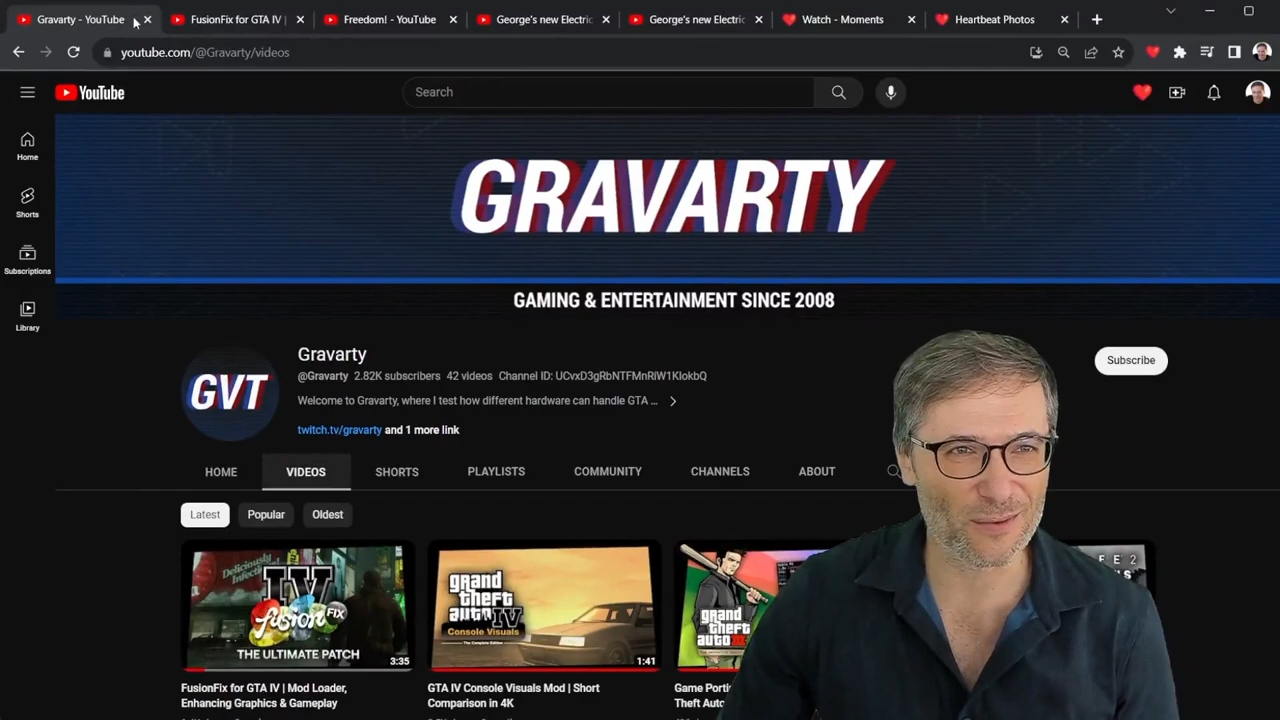 Gravarty - YouTube
FusionFix for GTA IV |
Freedom! - YouTube
George's new Electric
George's new Electric
Watch - Moments
Heartbeat Photos
youtube.com/@Gravarty/videos
YouTube
Search
Home
Shorts
Subscriptions
Library
GRAVARTY
GAMING & ENTERTAINMENT SINCE 2008
GVT
Gravarty
@Gravarty 2.82K subscribers 42 videos Channel ID: UCvxD3gRbNTFMnRiW1KIokbQ
Welcome to Gravarty, where I test how different hardware can handle GTA ...
twitch.tv/gravarty and 1 more link
Subscribe
HOME
VIDEOS
SHORTS
PLAYLISTS
COMMUNITY
CHANNELS
ABOUT
Latest
Popular
Oldest
Deliciously
IV
fusion FIX
THE ULTIMATE PATCH
3:35
grand
theft
auto IV
Console Visuals
The Complete Edition
1:41
grand
theft
auto
FusionFix for GTA IV | Mod Loader,
Enhancing Graphics & Gameplay
GTA IV Console Visuals Mod | Short
Comparison in 4K
Game Porti
Theft Auto